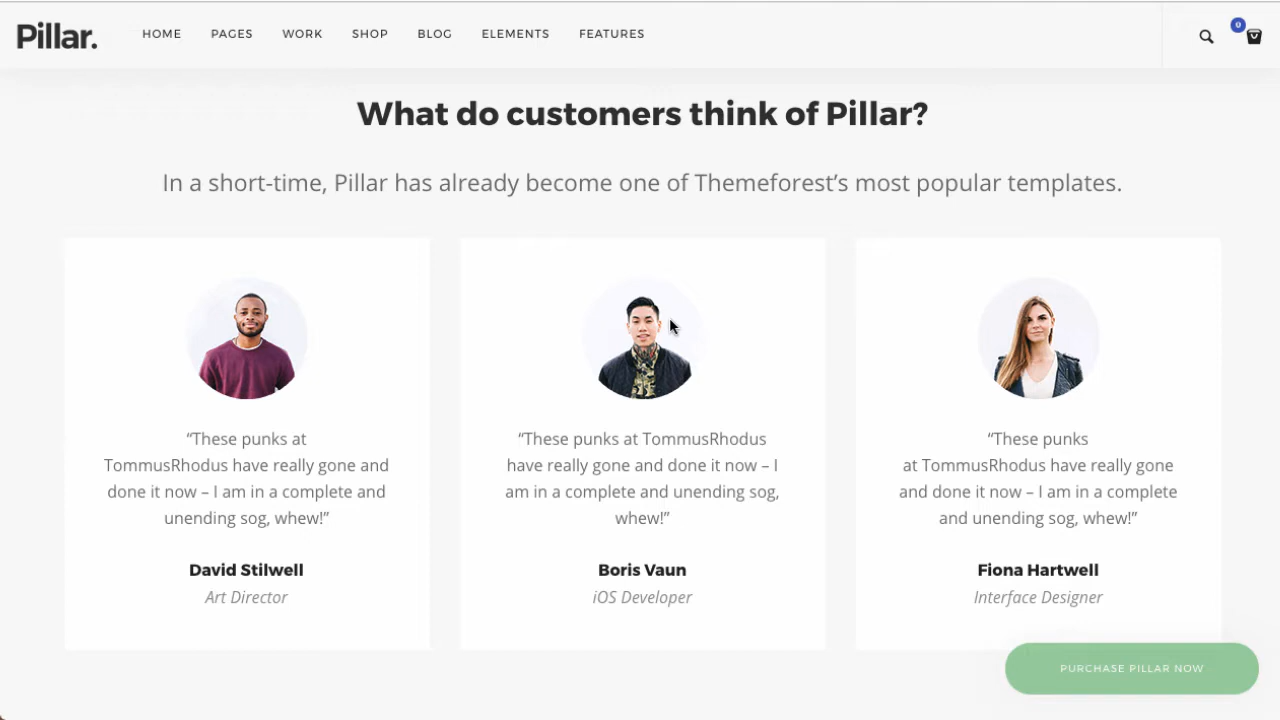 Pillar.
HOME PAGES WORK SHOP BLOG ELEMENTS FEATURES
0
What do customers think of Pillar?
In a short-time, Pillar has already become one of Themeforest’s most popular templates.
“These punks at
TommusRhodus have really gone and
done it now – I am in a complete and
unending sog, whew!”
David Stilwell
Art Director
“These punks at TommusRhodus
have really gone and done it now – I
am in a complete and unending sog,
whew!”
Boris Vaun
iOS Developer
“These punks
at TommusRhodus have really gone
and done it now – I am in a complete
and unending sog, whew!”
Fiona Hartwell
Interface Designer
PURCHASE PILLAR NOW